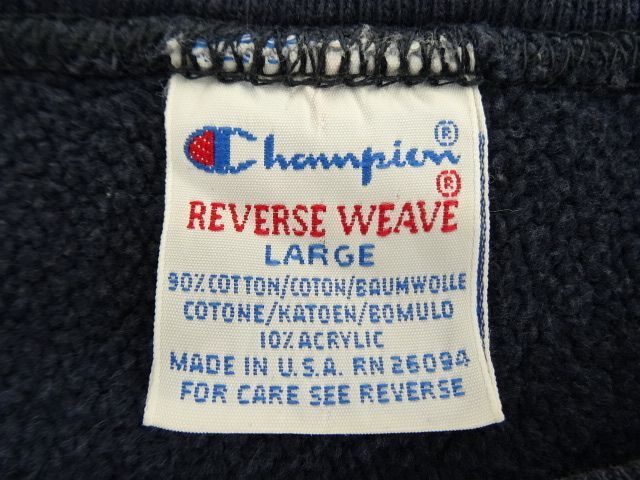 Champion®
REVERSE WEAVE®
LARGE
90% COTTON/COTON/BAUMWOLLE
COTONE/KATOEN/BOMULO
10% ACRYLIC
MADE IN U.S.A. RN 26094
FOR CARE SEE REVERSE